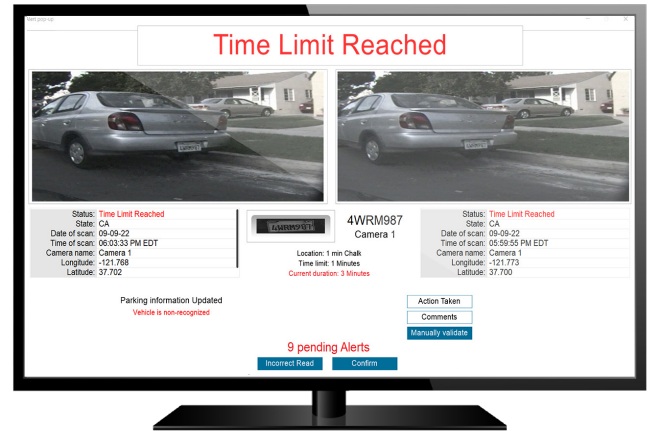 Alert pop-up
Time Limit Reached
Status: Time Limit Reached
State: CA
Date of scan: 09-09-22
Time of scan: 06:03:33 PM EDT
Camera name: Camera 1
Longitude: -121.768
Latitude: 37.702
4WRM987
Camera 1
Location: 1 min Chalk
Time limit: 1 Minutes
Current duration: 3 Minutes
Status: Time Limit Reached
State: CA
Date of scan: 09-09-22
Time of scan: 05:59:55 PM EDT
Camera name: Camera 1
Longitude: -121.773
Latitude: 37.700
Parking information Updated
Vehicle is non-recognized
Action Taken
Comments
Manually validate
9 pending Alerts
Incorrect Read
Confirm